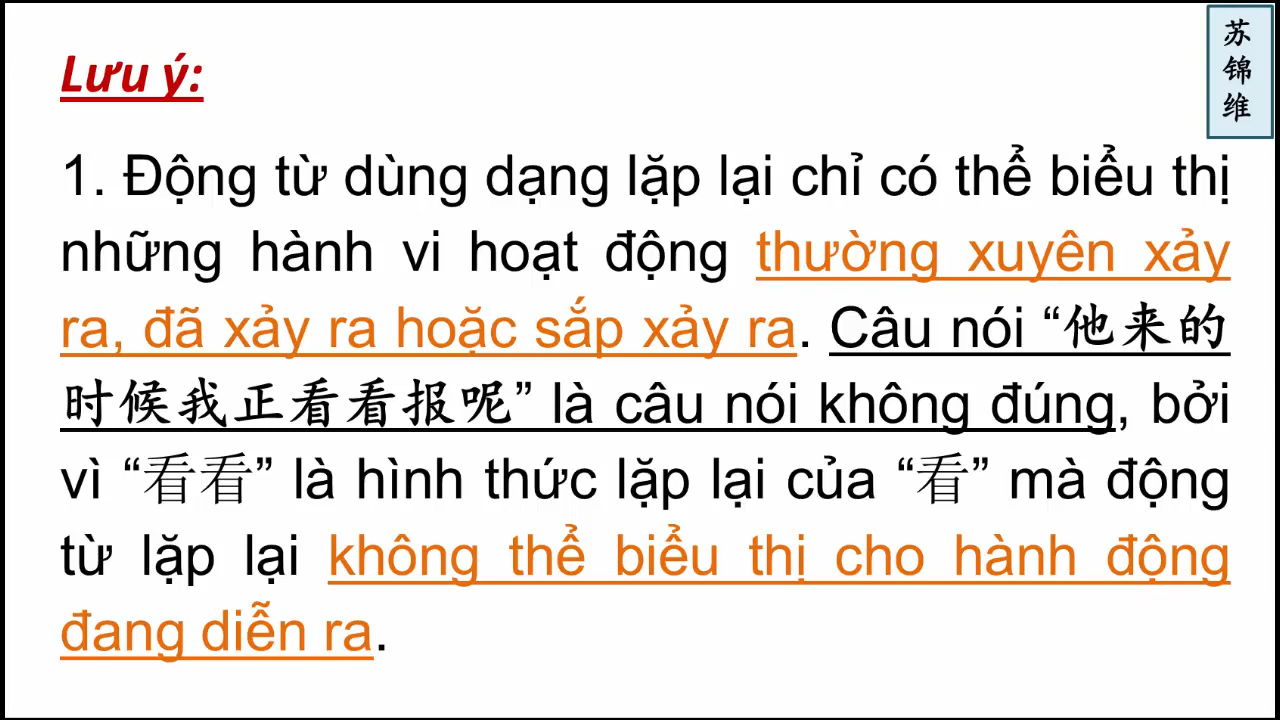 苏锦维
Lưu ý:
1. Động từ dùng dạng lặp lại chỉ có thể biểu thị
những hành vi hoạt động thường xuyên xảy
ra, đã xảy ra hoặc sắp xảy ra. Câu nói “他来的
时候我正看看报呢” là câu nói không đúng, bởi
vì “看看” là hình thức lặp lại của “看” mà động
từ lặp lại không thể biểu thị cho hành động
đang diễn ra.